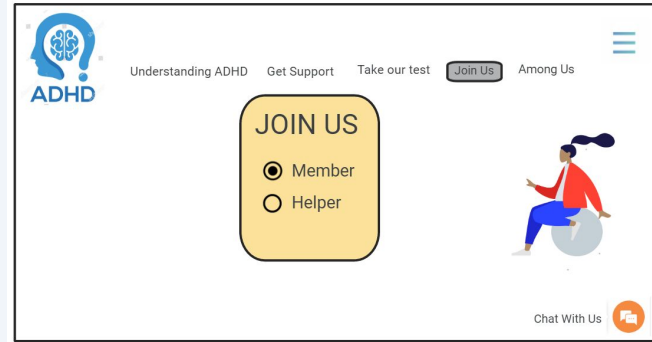 ADHD
Understanding ADHD Get Support Take our test Join Us Among Us
JOIN US
Member
Helper
Chat With Us